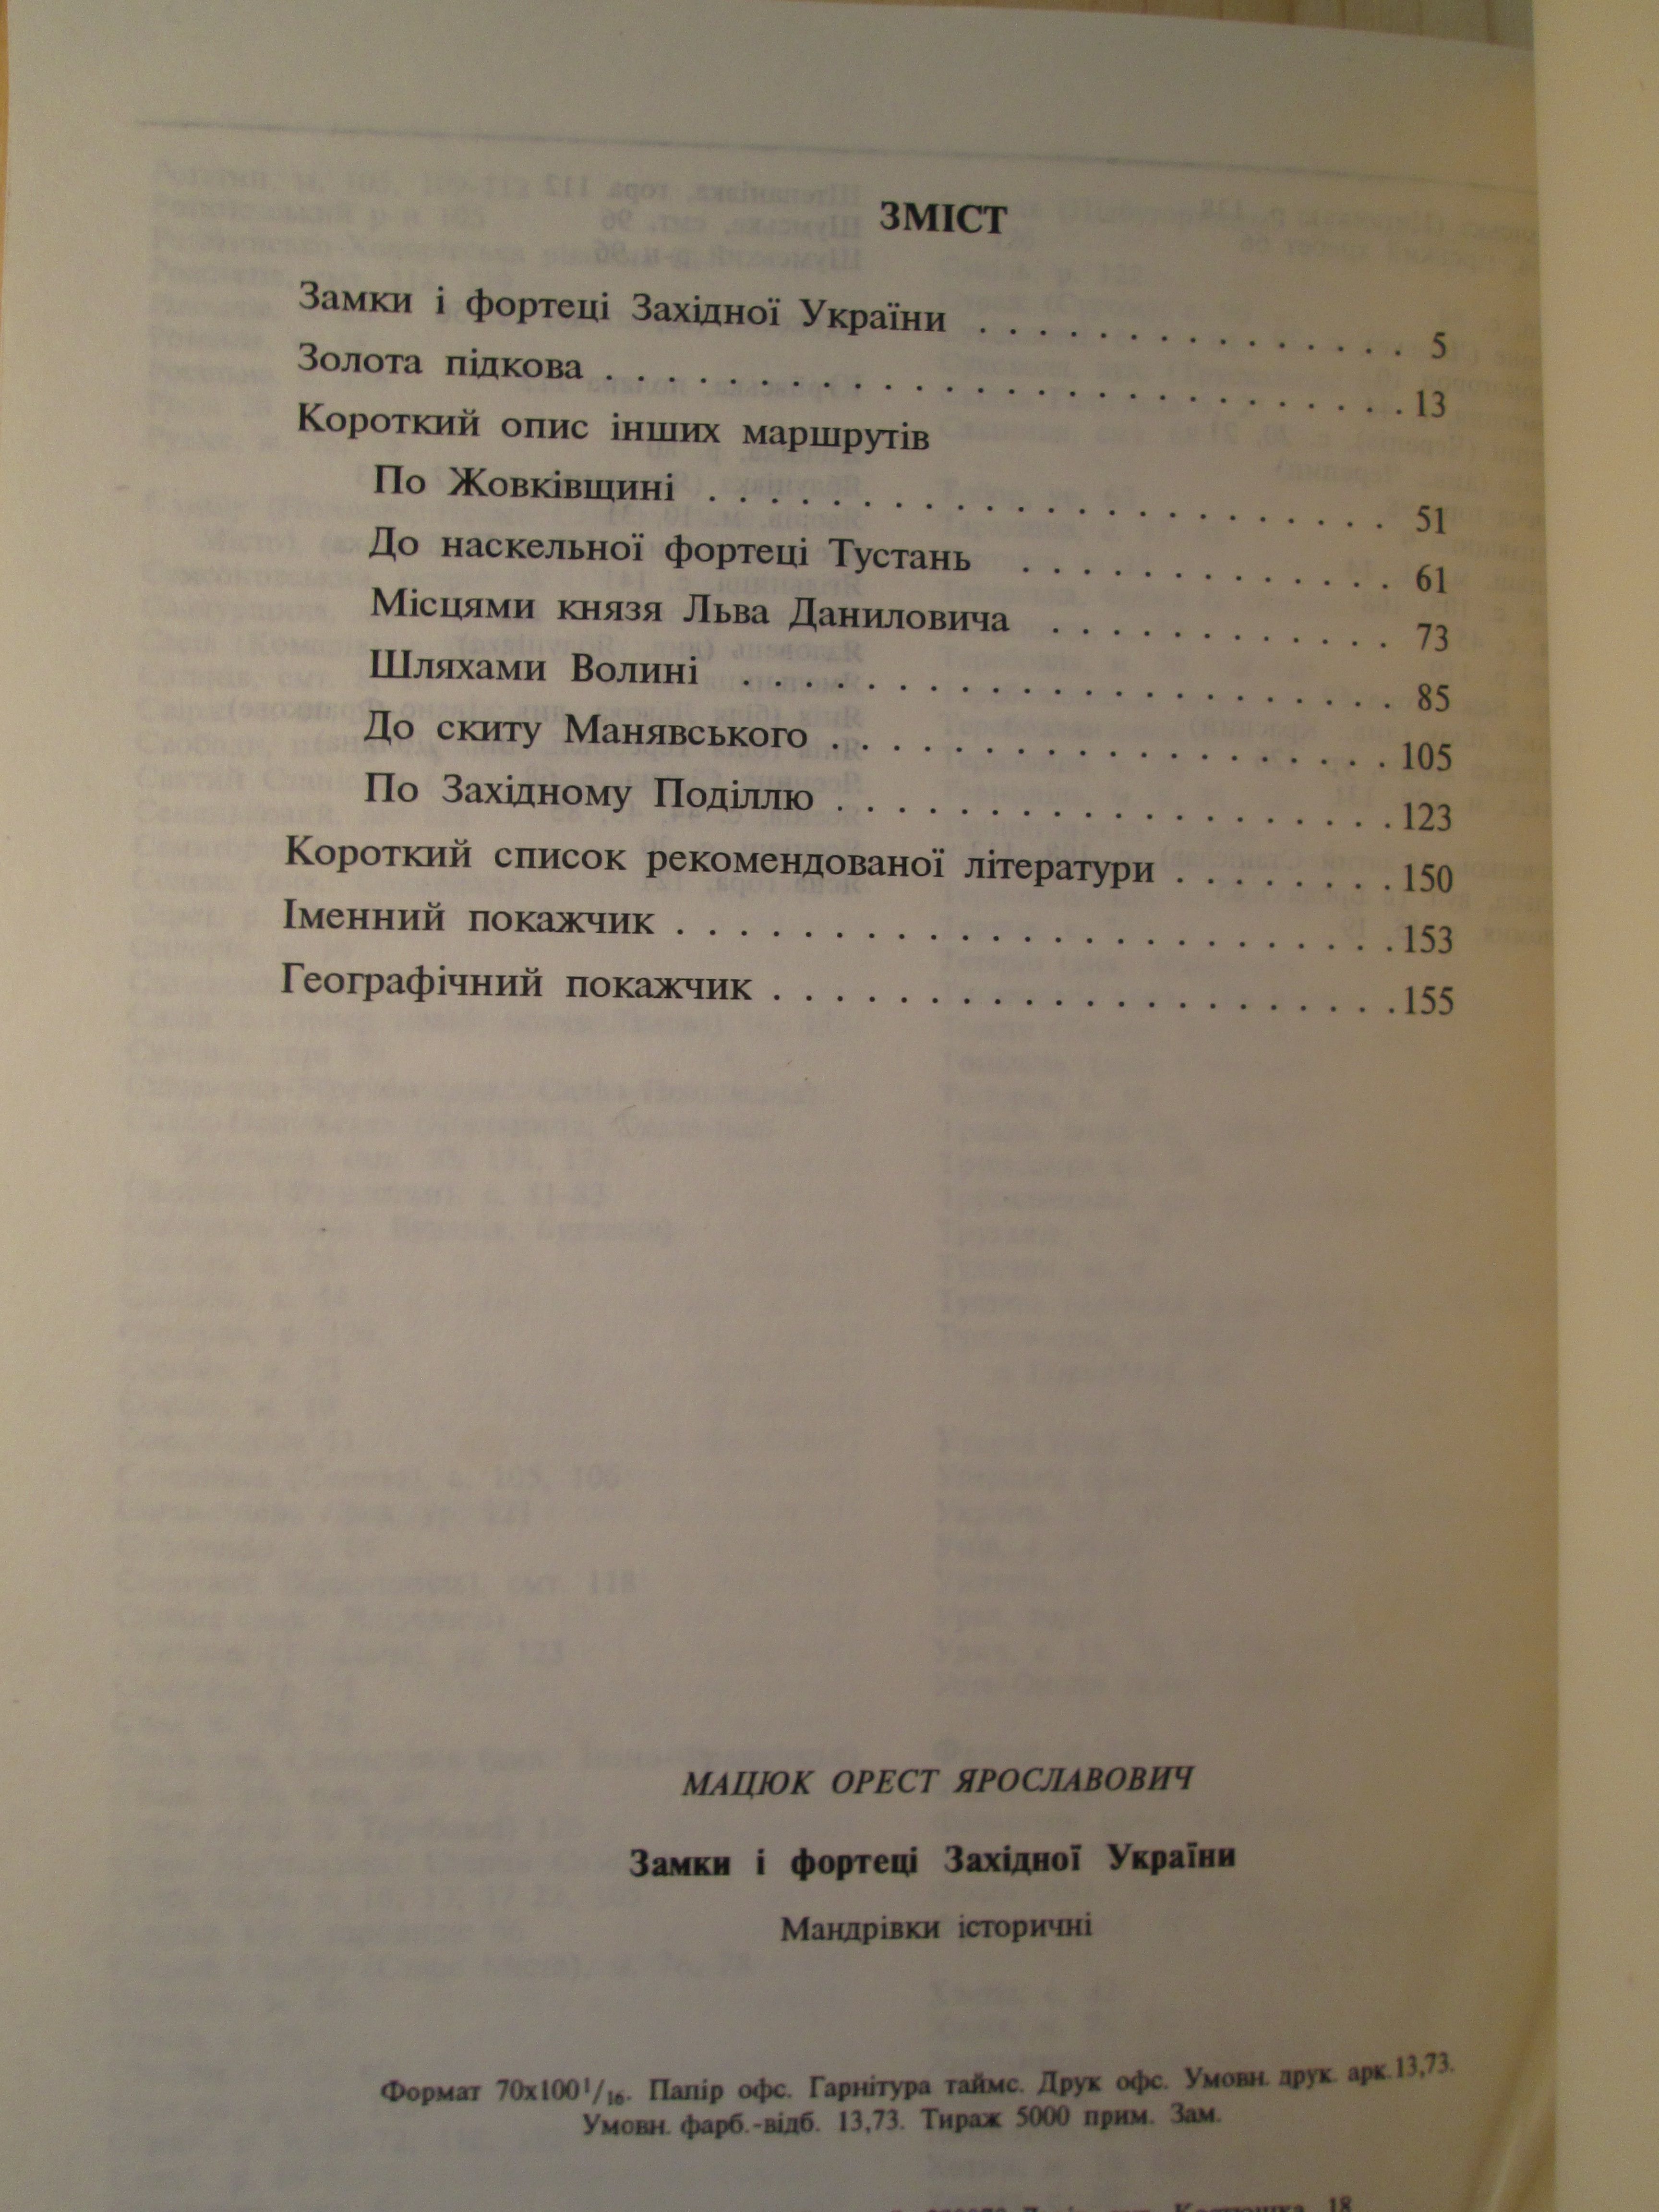 ЗМІСТ
Замки і фортеці Західної України . . . . . . . . . . . . . . 5
Золота підкова . . . . . . . . . . . . . . . . . . . . . . . . . . 13
Короткий опис інших маршрутів
По Жовківщині . . . . . . . . . . . . . . . . . . . . . . 51
До наскельної фортеці Тустань . . . . . . . . . . . . 61
Місцями князя Льва Даниловича . . . . . . . . . . . 73
Шляхами Волині . . . . . . . . . . . . . . . . . . . . . 85
До скиту Манявського . . . . . . . . . . . . . . . . . . 105
По Західному Поділлю . . . . . . . . . . . . . . . . . . 123
Короткий список рекомендованої літератури . . . . . . . 150
Іменний покажчик . . . . . . . . . . . . . . . . . . . . . . . 153
Географічний покажчик . . . . . . . . . . . . . . . . . . . . 155
МАЦЮК ОРЕСТ ЯРОСЛАВОВИЧ
Замки і фортеці Західної України
Мандрівки історичні
Формат 70х100 1/16. Папір офс. Гарнітура таймс. Друк офс. Умовн. друк. арк. 13,73.
Умовн. фарб.-відб. 13,73. Тираж 5000 прим. Зам.
18